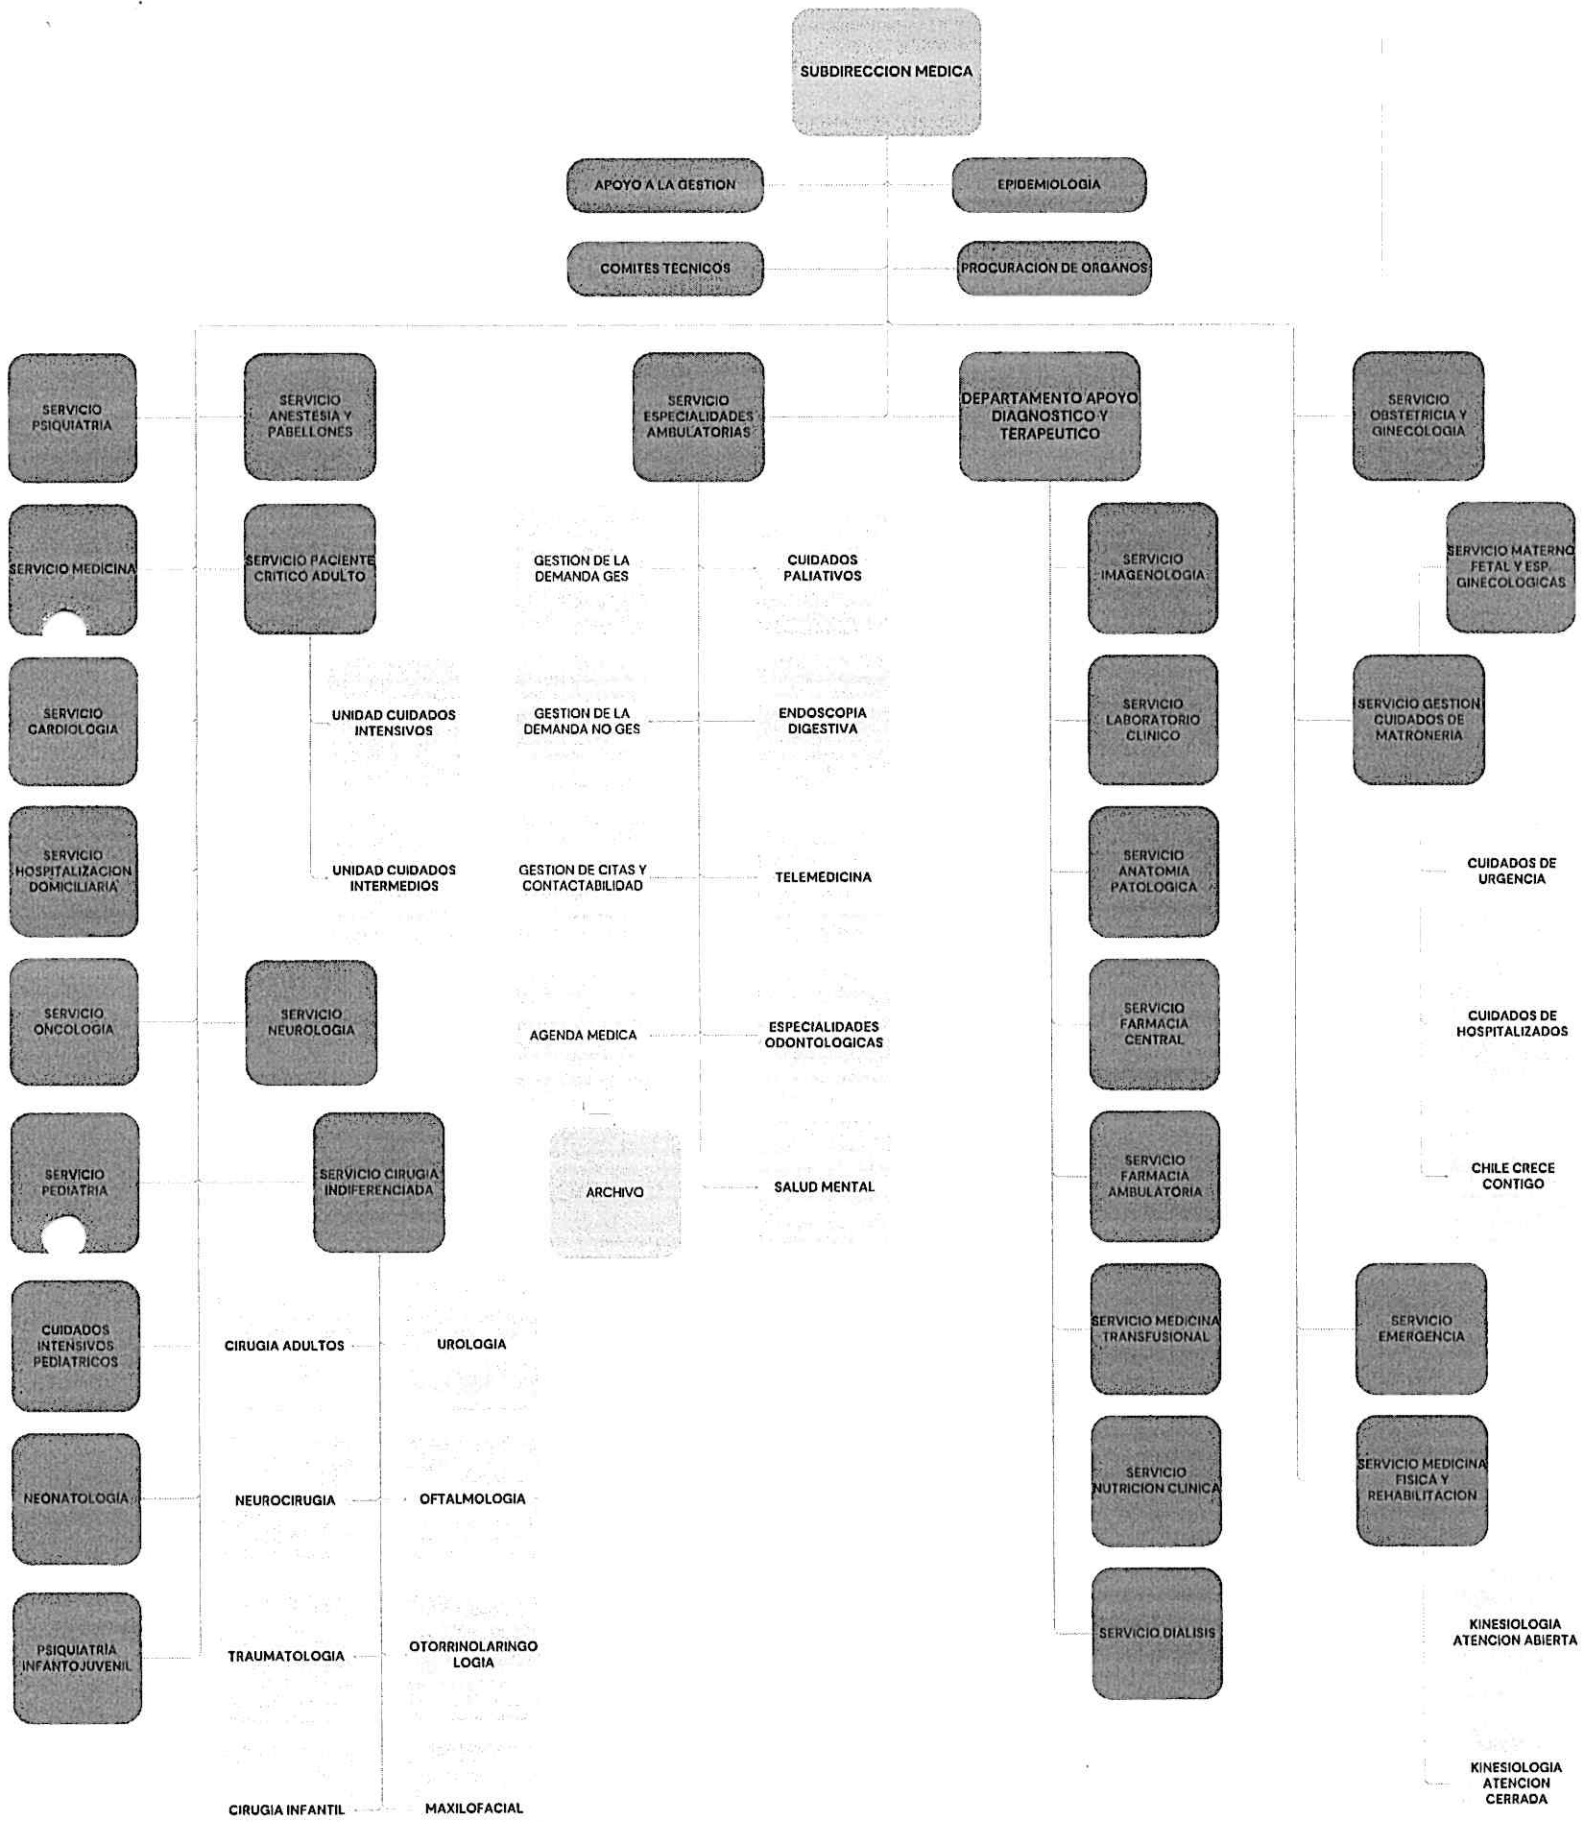 SUBDIRECCION MEDICA
APOYO A LA GESTION
EPIDEMIOLOGIA
COMITES TECNICOS
PROCURACION DE ORGANOS
SERVICIO
PSIQUIATRIA
SERVICIO
ANESTESIA Y
PABELLONES
SERVICIO
ESPECIALIDADES
AMBULATORIAS
DEPARTAMENTO APOYO
DIAGNOSTICO Y
TERAPEUTICO
SERVICIO
OBSTETRICIA Y
GINECOLOGIA
SERVICIO MEDICINA
SERVICIO PACIENTE
CRITICO ADULTO
GESTION DE LA
DEMANDA GES
CUIDADOS
PALIATIVOS
SERVICIO
IMAGENOLOGIA
SERVICIO MATERNO
FETAL Y ESP.
GINECOLOGICAS
SERVICIO
CARDIOLOGIA
UNIDAD CUIDADOS
INTENSIVOS
GESTION DE LA
DEMANDA NO GES
ENDOSCOPIA
DIGESTIVA
SERVICIO
LABORATORIO
CLINICO
SERVICIO GESTION
CUIDADOS DE
MATRONERIA
SERVICIO
HOSPITALIZACION
DOMICILIARIA
UNIDAD CUIDADOS
INTERMEDIOS
GESTION DE CITAS Y
CONTACTABILIDAD
TELEMEDICINA
SERVICIO
ANATOMIA
PATOLOGICA
CUIDADOS DE
URGENCIA
SERVICIO
ONCOLOGIA
SERVICIO
NEUROLOGIA
AGENDA MEDICA
ESPECIALIDADES
ODONTOLOGICAS
SERVICIO
FARMACIA
CENTRAL
CUIDADOS DE
HOSPITALIZADOS
SERVICIO
PEDIATRIA
SERVICIO CIRUGIA
INDIFERENCIADA
ARCHIVO
SALUD MENTAL
SERVICIO
FARMACIA
AMBULATORIA
CHILE CRECE
CONTIGO
CUIDADOS
INTENSIVOS
PEDIATRICOS
CIRUGIA ADULTOS
UROLOGIA
SERVICIO MEDICINA
TRANSFUSIONAL
SERVICIO
EMERGENCIA
NEONATOLOGIA
NEUROCIRUGIA
OFTALMOLOGIA
SERVICIO
NUTRICION CLINICA
SERVICIO MEDICINA
FISICA Y
REHABILITACION
PSIQUIATRIA
INFANTOJUVENIL
TRAUMATOLOGIA
OTORRINOLARINGO
LOGIA
SERVICIO DIALISIS
KINESIOLOGIA
ATENCION ABIERTA
CIRUGIA INFANTIL
MAXILOFACIAL
KINESIOLOGIA
ATENCION
CERRADA